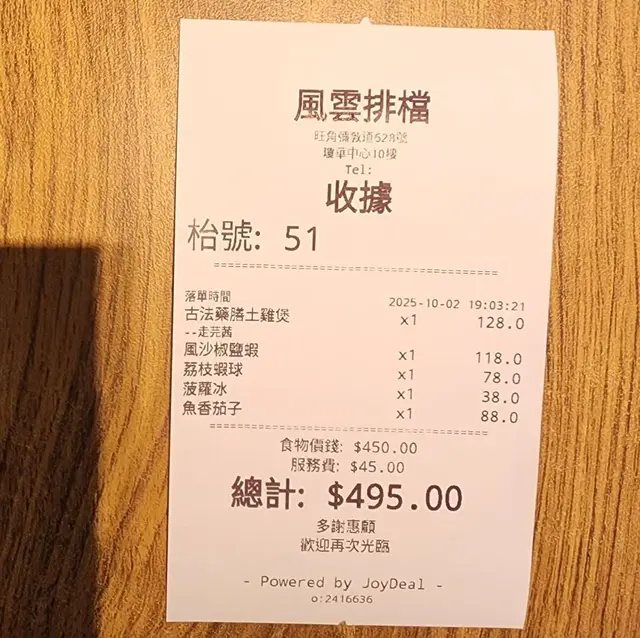 風雲排檔
旺角彌敦道628號
瓊華中心10樓
Tel:
收據
枱號: 51
================================
落單時間 2025-10-02 19:03:21
古法藥膳土雞煲 x1 128.0
--走芫茜
風沙椒鹽蝦 x1 118.0
荔枝蝦球 x1 78.0
菠蘿冰 x1 38.0
魚香茄子 x1 88.0
================================
食物價錢: $450.00
服務費: $45.00
總計: $495.00
多謝惠顧
歡迎再次光臨
- Powered by JoyDeal -
o:2416636